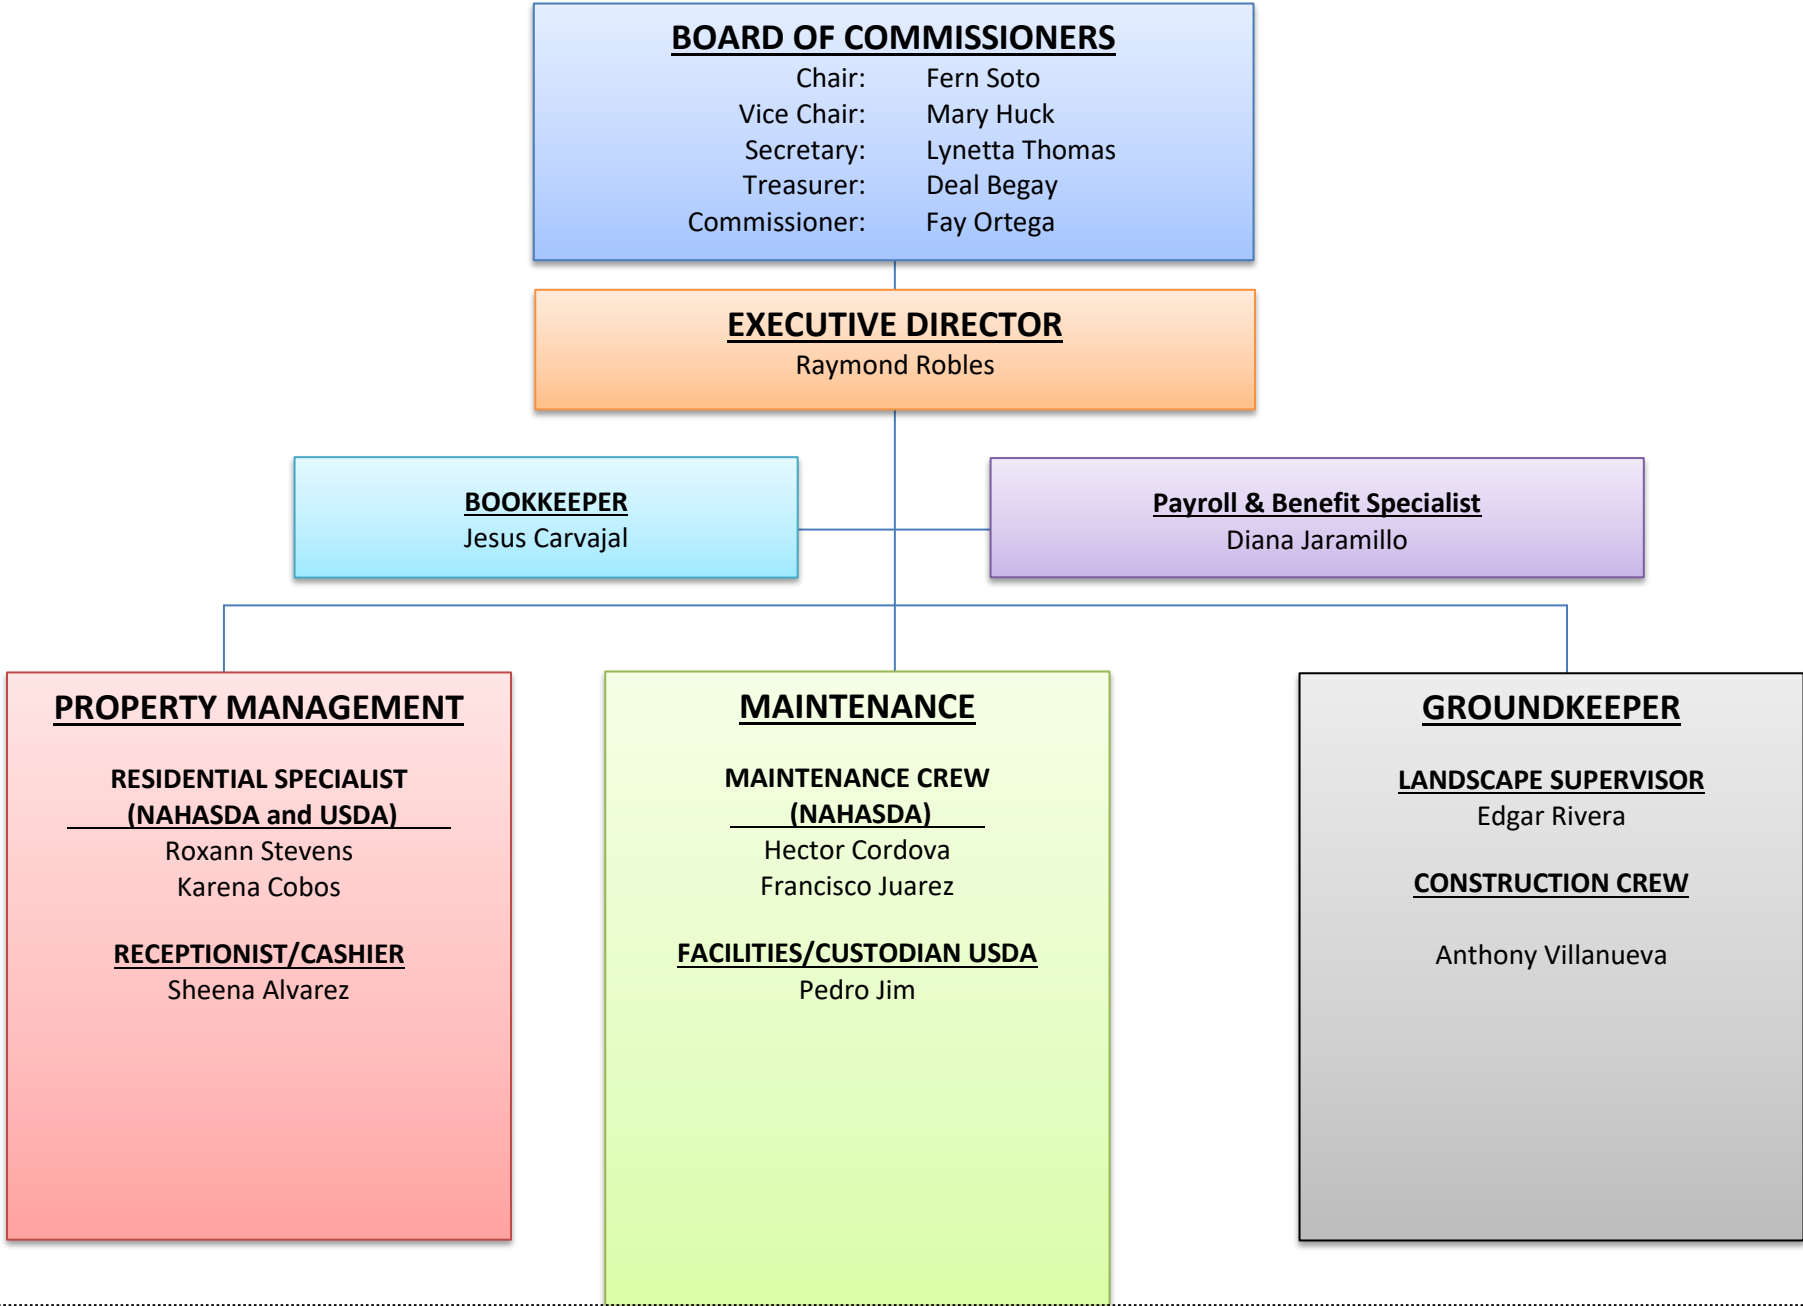 BOARD OF COMMISSIONERS
Chair: Fern Soto
Vice Chair: Mary Huck
Secretary: Lynetta Thomas
Treasurer: Deal Begay
Commissioner: Fay Ortega
EXECUTIVE DIRECTOR
Raymond Robles
BOOKKEEPER
Jesus Carvajal
Payroll & Benefit Specialist
Diana Jaramillo
PROPERTY MANAGEMENT
RESIDENTIAL SPECIALIST
(NAHASDA and USDA)
Roxann Stevens
Karena Cobos
RECEPTIONIST/CASHIER
Sheena Alvarez
MAINTENANCE
MAINTENANCE CREW
(NAHASDA)
Hector Cordova
Francisco Juarez
FACILITIES/CUSTODIAN USDA
Pedro Jim
GROUNDKEEPER
LANDSCAPE SUPERVISOR
Edgar Rivera
CONSTRUCTION CREW
Anthony Villanueva